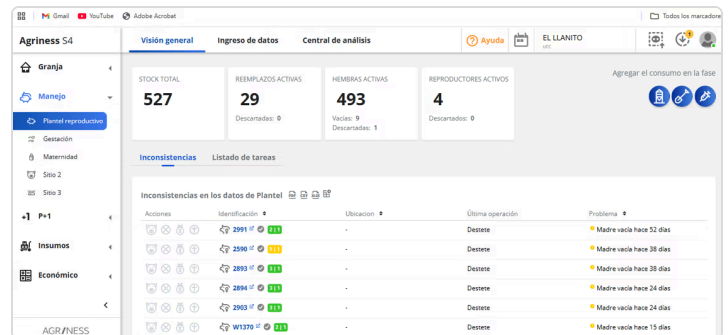 Gmail YouTube Adobe Acrobat Todos los marcadores
Agriness S4 Visión general Ingreso de datos Central de análisis Ayuda EL LLANITO
Granja
Manejo
Plantel reproductivo
Gestación
Maternidad
Sitio 2
Sitio 3
P+1
Insumos
Económico
AGRINESS
STOCK TOTAL
527
REEMPLAZOS ACTIVAS
29
Descartadas: 0
HEMBRAS ACTIVAS
493
Vacías: 9
Descartadas: 1
REPRODUCTORES ACTIVOS
4
Descartados: 0
Agregar el consumo en la fase
Inconsistencias Listado de tareas
Inconsistencias en los datos de Plantel
Acciones Identificación Ubicacion Última operación Problema
2991 2|1 - Destete Madre vacía hace 52 días
2590 - Destete Madre vacía hace 38 días
2893 - Destete Madre vacía hace 38 días
2894 - Destete Madre vacía hace 24 días
2903 - Destete Madre vacía hace 24 días
W1370 2|1 - Destete Madre vacía hace 15 días